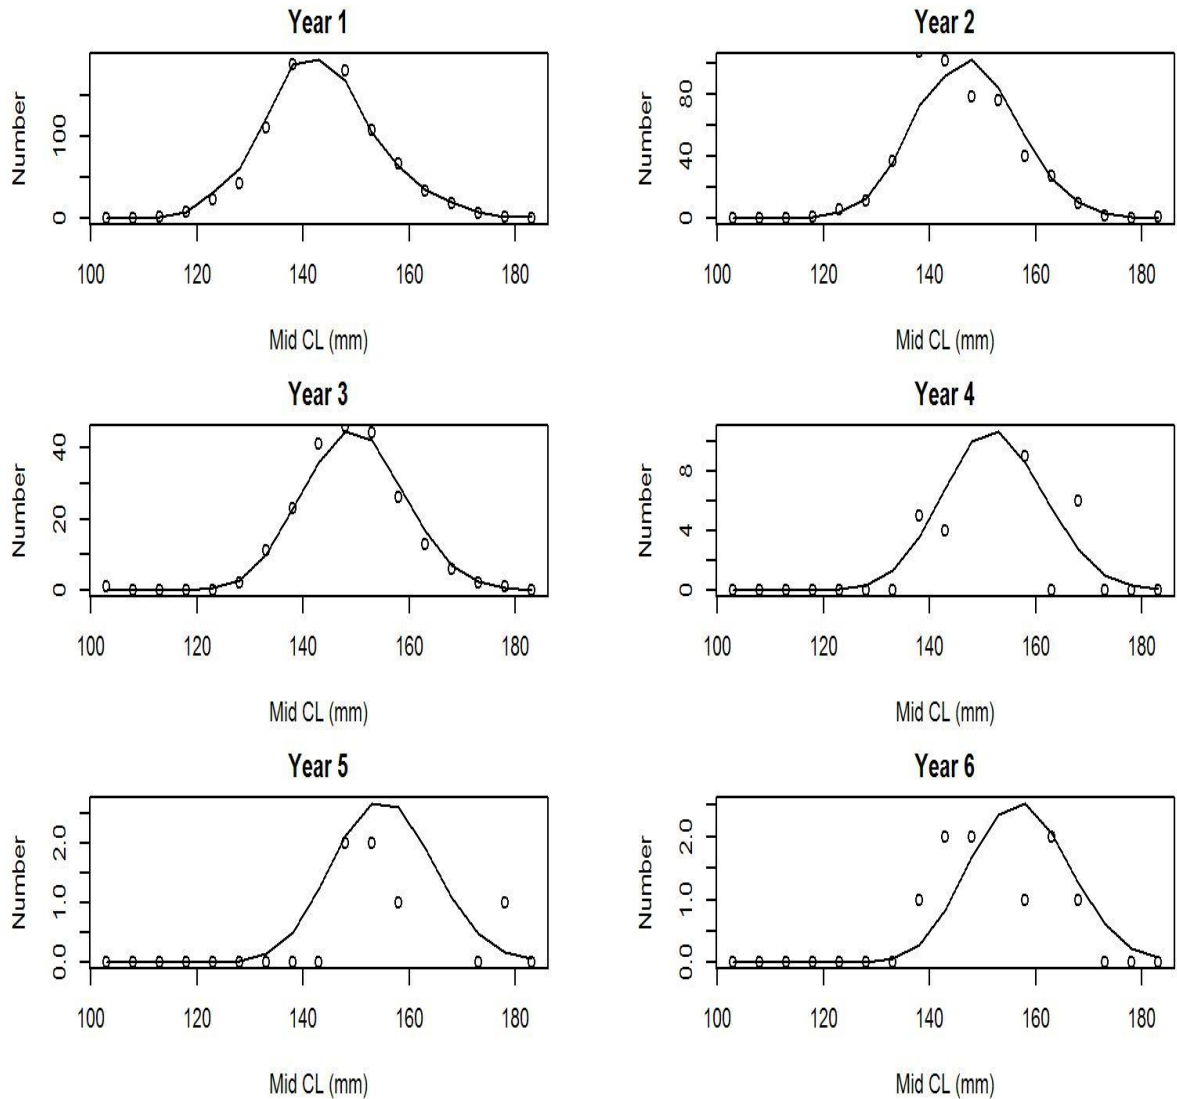 Year 1
Number
0 100
100 120 140 160 180
Mid CL (mm)
Year 2
Number
0 40 80
100 120 140 160 180
Mid CL (mm)
Year 3
Number
0 20 40
100 120 140 160 180
Mid CL (mm)
Year 4
Number
0 4 8
100 120 140 160 180
Mid CL (mm)
Year 5
Number
0.0 1.0 2.0
100 120 140 160 180
Mid CL (mm)
Year 6
Number
0.0 1.0 2.0
100 120 140 160 180
Mid CL (mm)